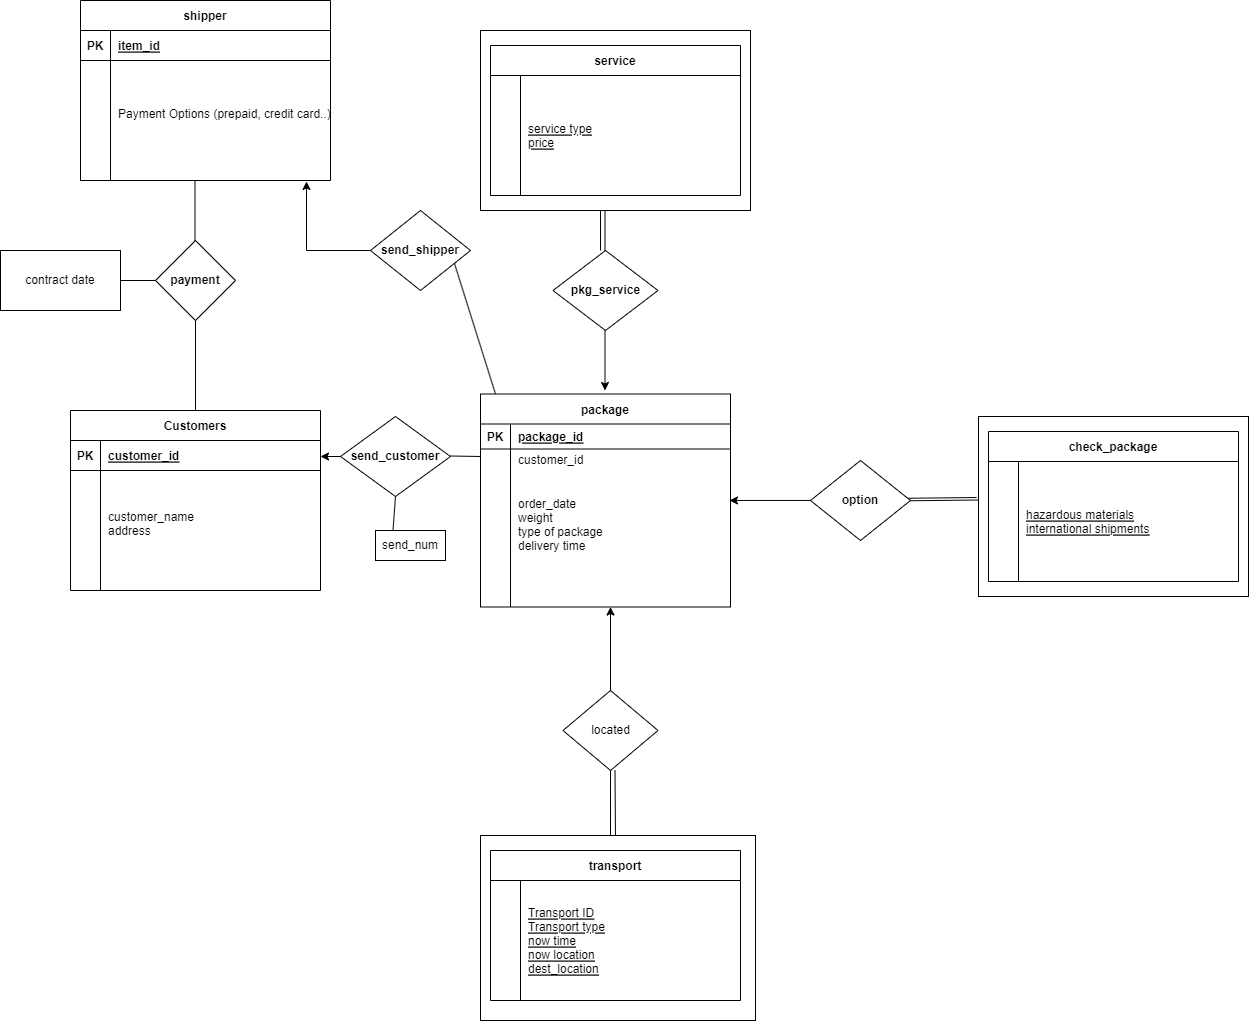 shipper
PK item_id
Payment Options (prepaid, credit card..)
service
service type
price
send_shipper
contract date
payment
pkg_service
package
PK package_id
customer_id
order_date
weight
type of package
delivery time
Customers
PK customer_id
customer_name
address
send_customer
send_num
option
check_package
hazardous materials
international shipments
located
transport
Transport ID
Transport type
now time
now location
dest_location